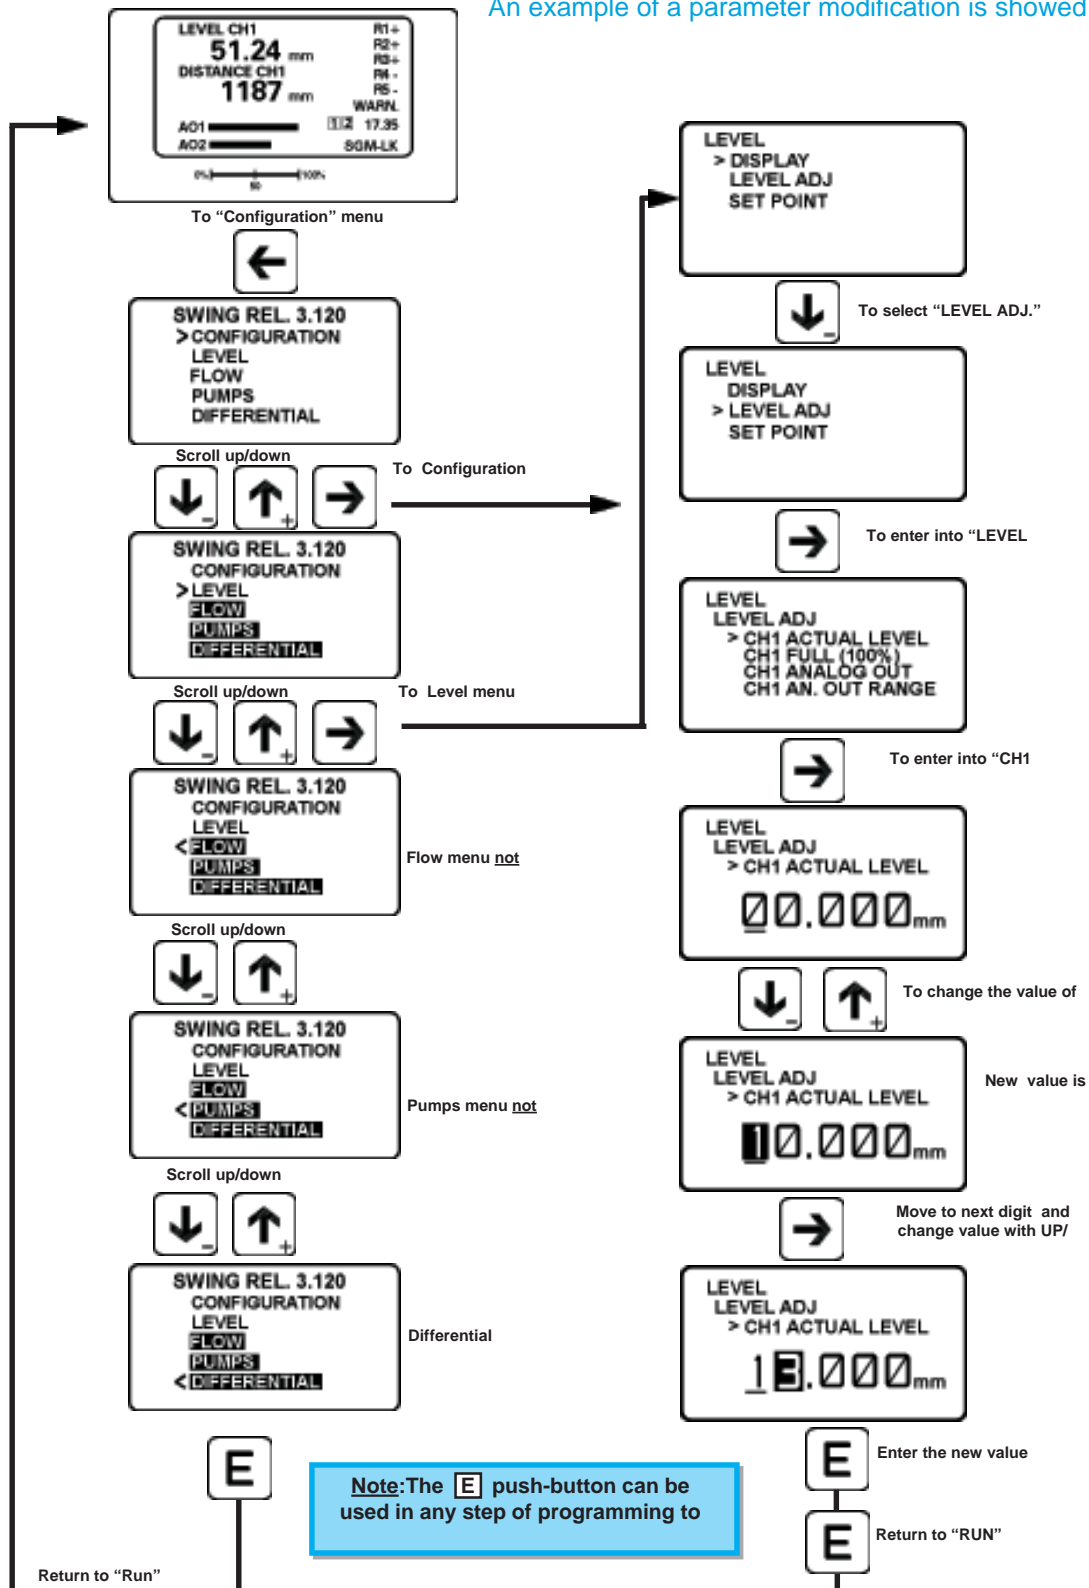 An example of a parameter modification is showed
LEVEL CH1
51.24 mm
DISTANCE CH1
1187 mm
R1+
R2+
R3+
R4 -
R5 -
WARN.
1 2 17.35
AO1
AO2
SGM-LK
0% 100%
50
To “Configuration” menu
SWING REL. 3.120
>CONFIGURATION
LEVEL
FLOW
PUMPS
DIFFERENTIAL
Scroll up/down
- +
To Configuration
SWING REL. 3.120
CONFIGURATION
>LEVEL
FLOW
PUMPS
DIFFERENTIAL
Scroll up/down
To Level menu
- +
SWING REL. 3.120
CONFIGURATION
LEVEL
<FLOW
PUMPS
DIFFERENTIAL
Flow menu not
Scroll up/down
- +
SWING REL. 3.120
CONFIGURATION
LEVEL
FLOW
<PUMPS
DIFFERENTIAL
Pumps menu not
Scroll up/down
- +
SWING REL. 3.120
CONFIGURATION
LEVEL
FLOW
PUMPS
<DIFFERENTIAL
Differential
E
Return to “Run”
LEVEL
> DISPLAY
LEVEL ADJ
SET POINT
-
To select “LEVEL ADJ.”
LEVEL
DISPLAY
> LEVEL ADJ
SET POINT
To enter into “LEVEL
LEVEL
LEVEL ADJ
> CH1 ACTUAL LEVEL
CH1 FULL (100%)
CH1 ANALOG OUT
CH1 AN. OUT RANGE
To enter into “CH1
LEVEL
LEVEL ADJ
> CH1 ACTUAL LEVEL
00.000mm
- +
To change the value of
LEVEL
LEVEL ADJ
> CH1 ACTUAL LEVEL
10.000mm
New value is
Move to next digit and
change value with UP/
LEVEL
LEVEL ADJ
> CH1 ACTUAL LEVEL
13.000mm
E
Enter the new value
E
Return to “RUN”
Note:The E push-button can be
used in any step of programming to